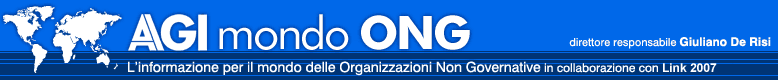 AGI mondo ONG
direttore responsabile Giuliano De Risi
L'Informazione per il mondo delle Organizzazioni Non Governative in collaborazione con Link 2007